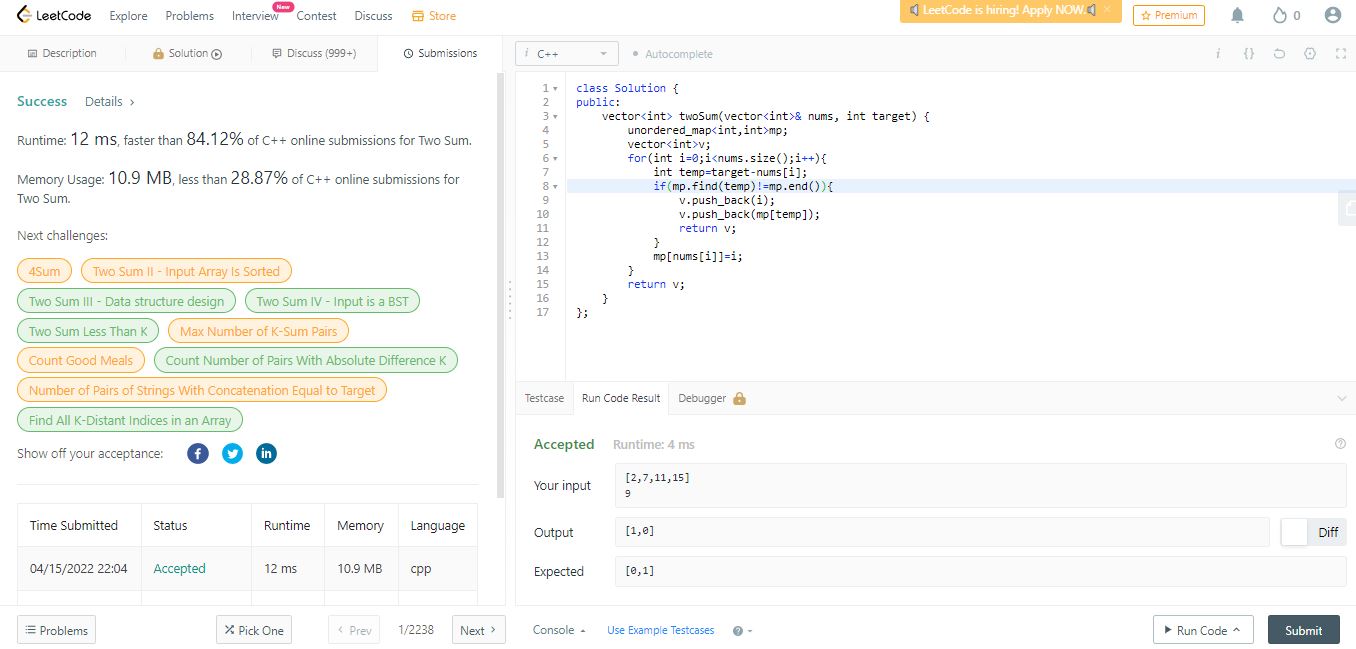 LeetCode Explore Problems Interview New Contest Discuss Store LeetCode is hiring! Apply NOW. × Premium 0
Description Solution Discuss (999+) Submissions
Success Details ›
Runtime: 12 ms, faster than 84.12% of C++ online submissions for Two Sum.
Memory Usage: 10.9 MB, less than 28.87% of C++ online submissions for
Two Sum.
Next challenges:
4Sum Two Sum II - Input Array Is Sorted
Two Sum III - Data structure design Two Sum IV - Input is a BST
Two Sum Less Than K Max Number of K-Sum Pairs
Count Good Meals Count Number of Pairs With Absolute Difference K
Number of Pairs of Strings With Concatenation Equal to Target
Find All K-Distant Indices in an Array
Show off your acceptance: f in
Time Submitted Status Runtime Memory Language
04/15/2022 22:04 Accepted 12 ms 10.9 MB cpp
Problems Pick One ‹ Prev 1/2238 Next ›
i C++ Autocomplete i {}
1 class Solution {
2 public:
3 vector<int> twoSum(vector<int>& nums, int target) {
4 unordered_map<int,int>mp;
5 vector<int>v;
6 for(int i=0;i<nums.size();i++){
7 int temp=target-nums[i];
8 if(mp.find(temp)!=mp.end()){
9 v.push_back(i);
10 v.push_back(mp[temp]);
11 return v;
12 }
13 mp[nums[i]]=i;
14 }
15 return v;
16 }
17 };
Testcase Run Code Result Debugger
Accepted Runtime: 4 ms ?
Your input [2,7,11,15]
9
Output [1,0] Diff
Expected [0,1]
Console Use Example Testcases ? Run Code Submit